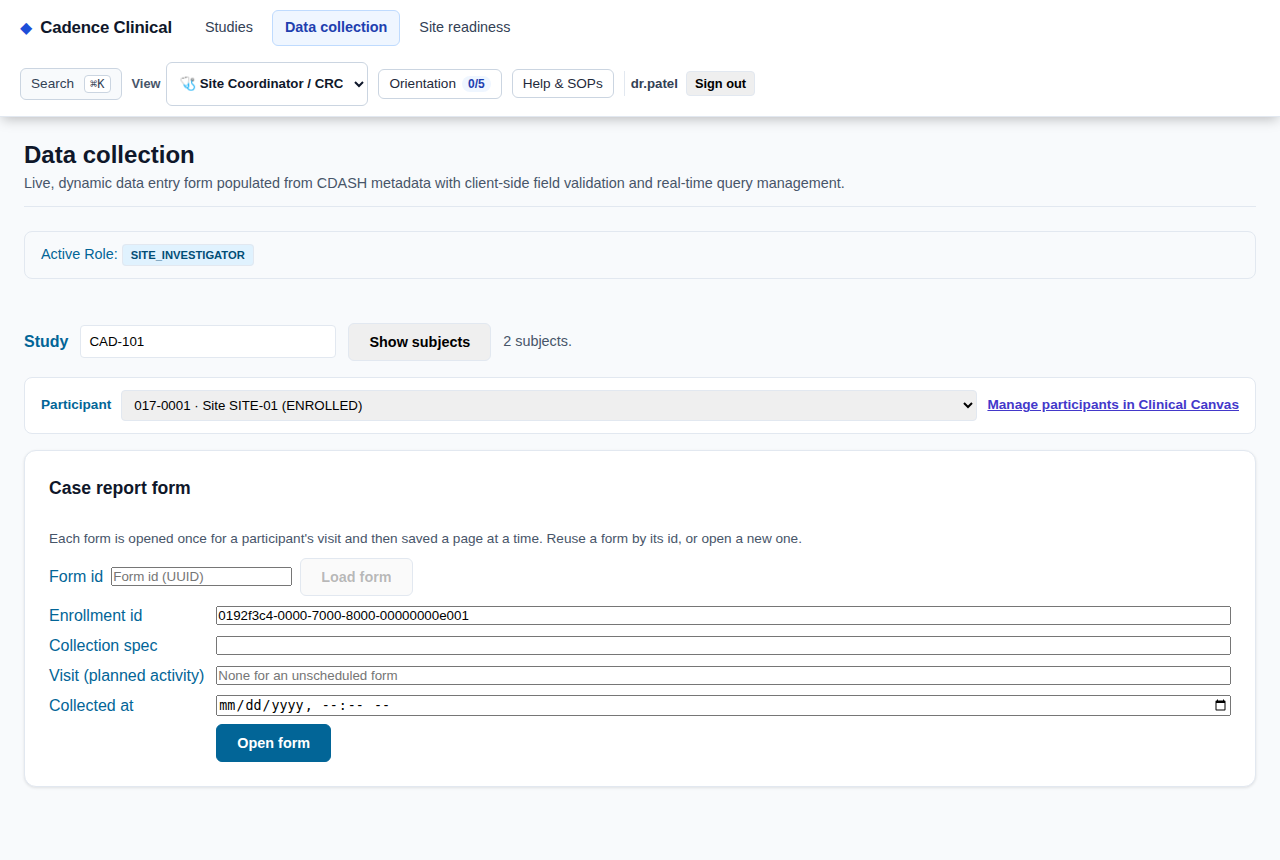 Cadence Clinical
Studies
Data collection
Site readiness
Search ⌘K
View
🩺 Site Coordinator / CRC
Orientation 0/5
Help & SOPs
dr.patel
Sign out
Data collection
Live, dynamic data entry form populated from CDASH metadata with client-side field validation and real-time query management.
Active Role: SITE_INVESTIGATOR
Study
CAD-101
Show subjects
2 subjects.
Participant
017-0001 · Site SITE-01 (ENROLLED)
Manage participants in Clinical Canvas
Case report form
Each form is opened once for a participant's visit and then saved a page at a time. Reuse a form by its id, or open a new one.
Form id
Form id (UUID)
Load form
Enrollment id
0192f3c4-0000-7000-8000-00000000e001
Collection spec
Visit (planned activity)
None for an unscheduled form
Collected at
mm/dd/yyyy, --:-- --
Open form